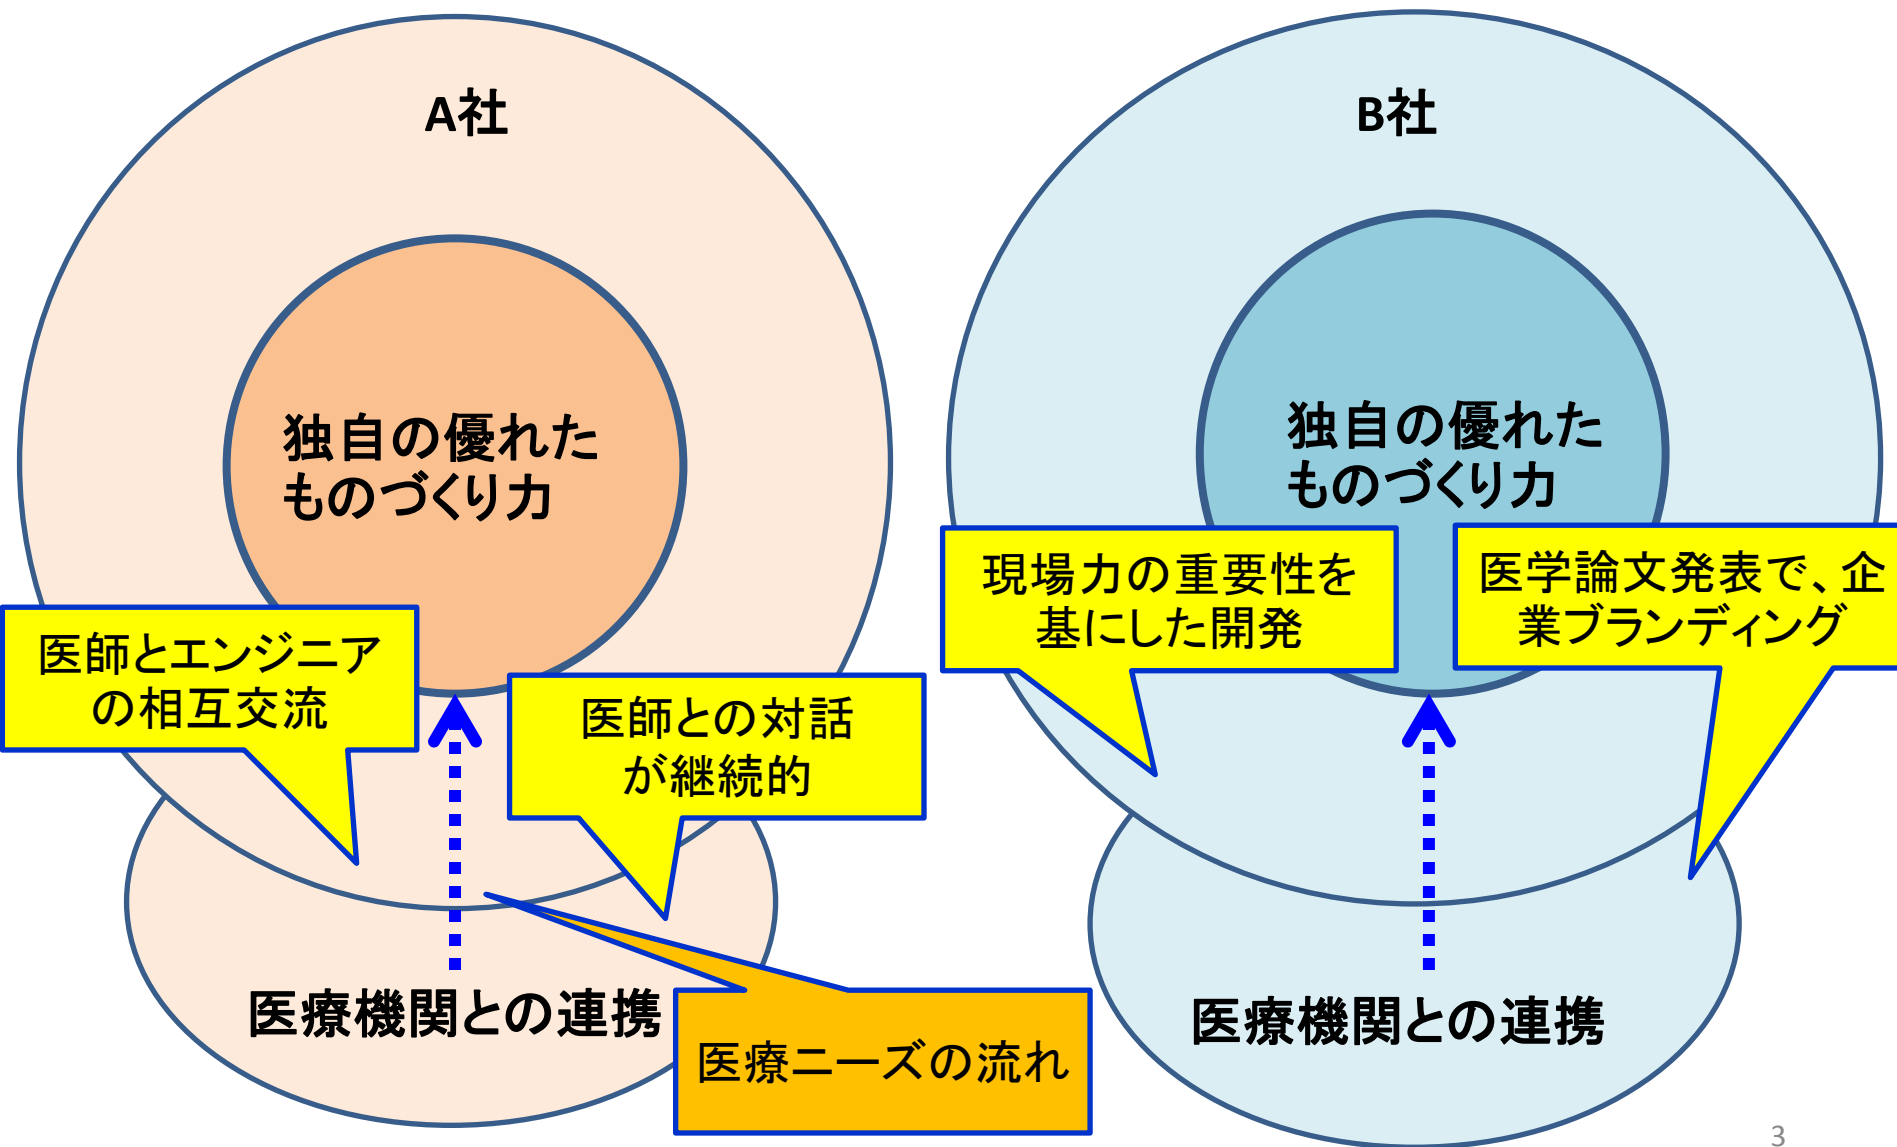 A社
独自の優れた
ものづくり力
医師とエンジニア
の相互交流
医師との対話
が継続的
医療機関との連携
医療ニーズの流れ
B社
独自の優れた
ものづくり力
現場力の重要性を
基にした開発
医学論文発表で、企
業ブランディング
医療機関との連携
3